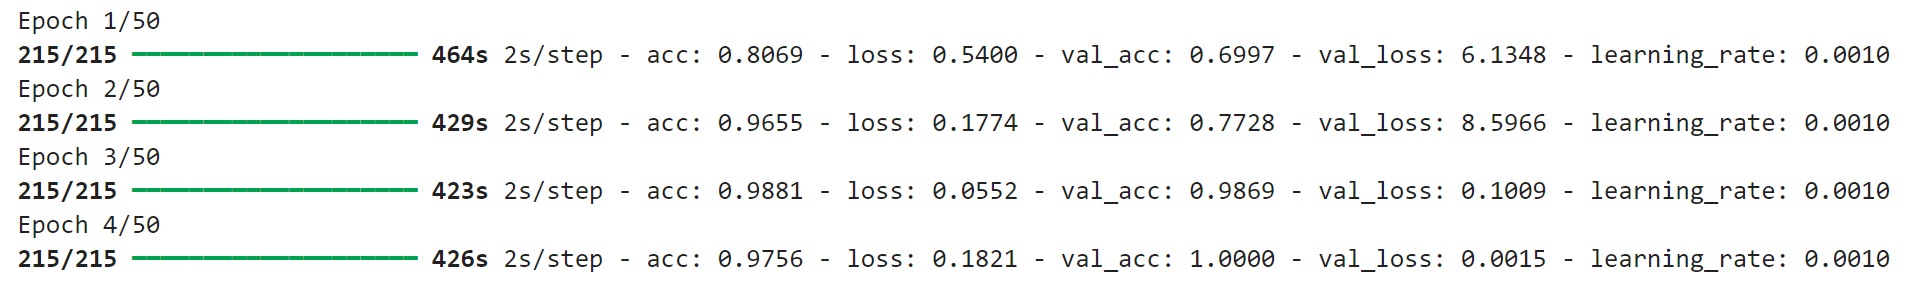 Epoch 1/50
215/215 ━━━━━━━━━━━━━━━━━━━━ 464s 2s/step - acc: 0.8069 - loss: 0.5400 - val_acc: 0.6997 - val_loss: 6.1348 - learning_rate: 0.0010
Epoch 2/50
215/215 ━━━━━━━━━━━━━━━━━━━━ 429s 2s/step - acc: 0.9655 - loss: 0.1774 - val_acc: 0.7728 - val_loss: 8.5966 - learning_rate: 0.0010
Epoch 3/50
215/215 ━━━━━━━━━━━━━━━━━━━━ 423s 2s/step - acc: 0.9881 - loss: 0.0552 - val_acc: 0.9869 - val_loss: 0.1009 - learning_rate: 0.0010
Epoch 4/50
215/215 ━━━━━━━━━━━━━━━━━━━━ 426s 2s/step - acc: 0.9756 - loss: 0.1821 - val_acc: 1.0000 - val_loss: 0.0015 - learning_rate: 0.0010